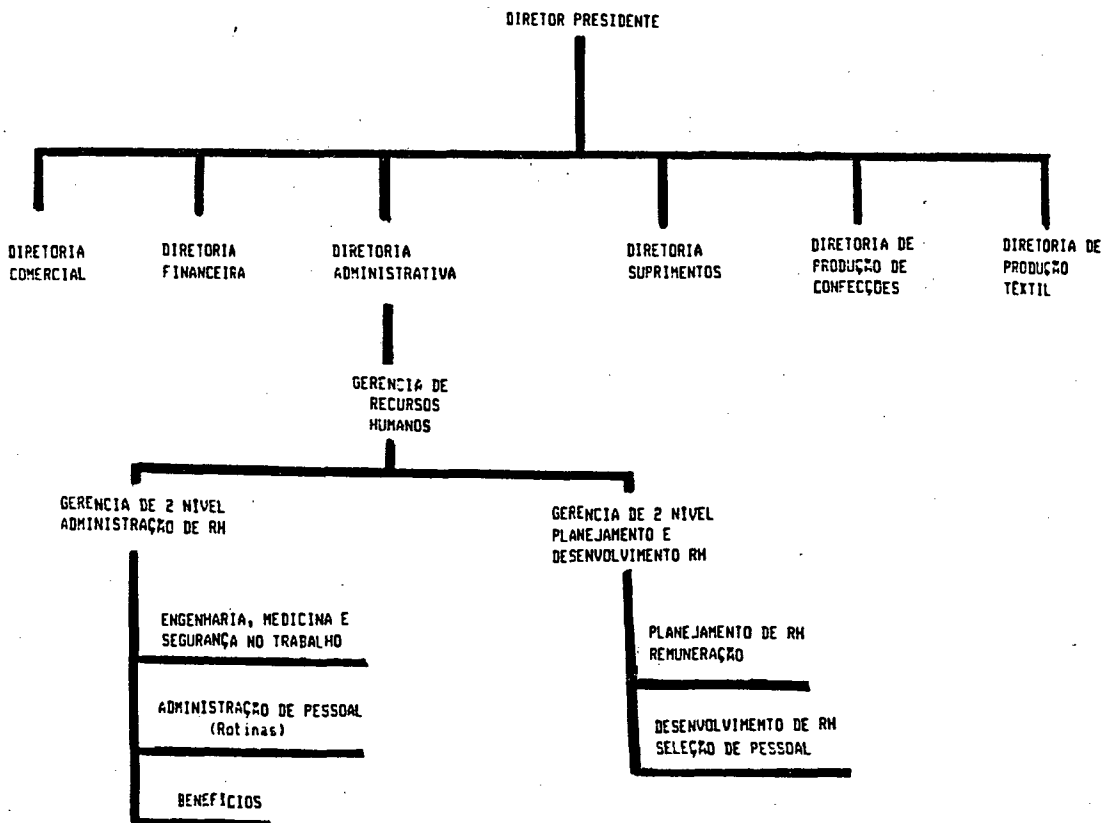 DIRETOR PRESIDENTE
DIRETORIA
COMERCIAL
DIRETORIA
FINANCEIRA
DIRETORIA
ADMINISTRATIVA
DIRETORIA
SUPRIMENTOS
DIRETORIA DE
PRODUÇÃO DE
CONFECÇÕES
DIRETORIA DE
PRODUÇÃO
TÊXTIL
GERENCIA DE
RECURSOS
HUMANOS
GERENCIA DE 2 NIVEL
ADMINISTRAÇÃO DE RH
GERENCIA DE 2 NIVEL
PLANEJAMENTO E
DESENVOLVIMENTO RH
ENGENHARIA, MEDICINA E
SEGURANÇA NO TRABALHO
ADMINISTRAÇÃO DE PESSOAL
(Rotinas)
BENEFICIOS
PLANEJAMENTO DE RH
REMUNERAÇÃO
DESENVOLVIMENTO DE RH
SELEÇÃO DE PESSOAL